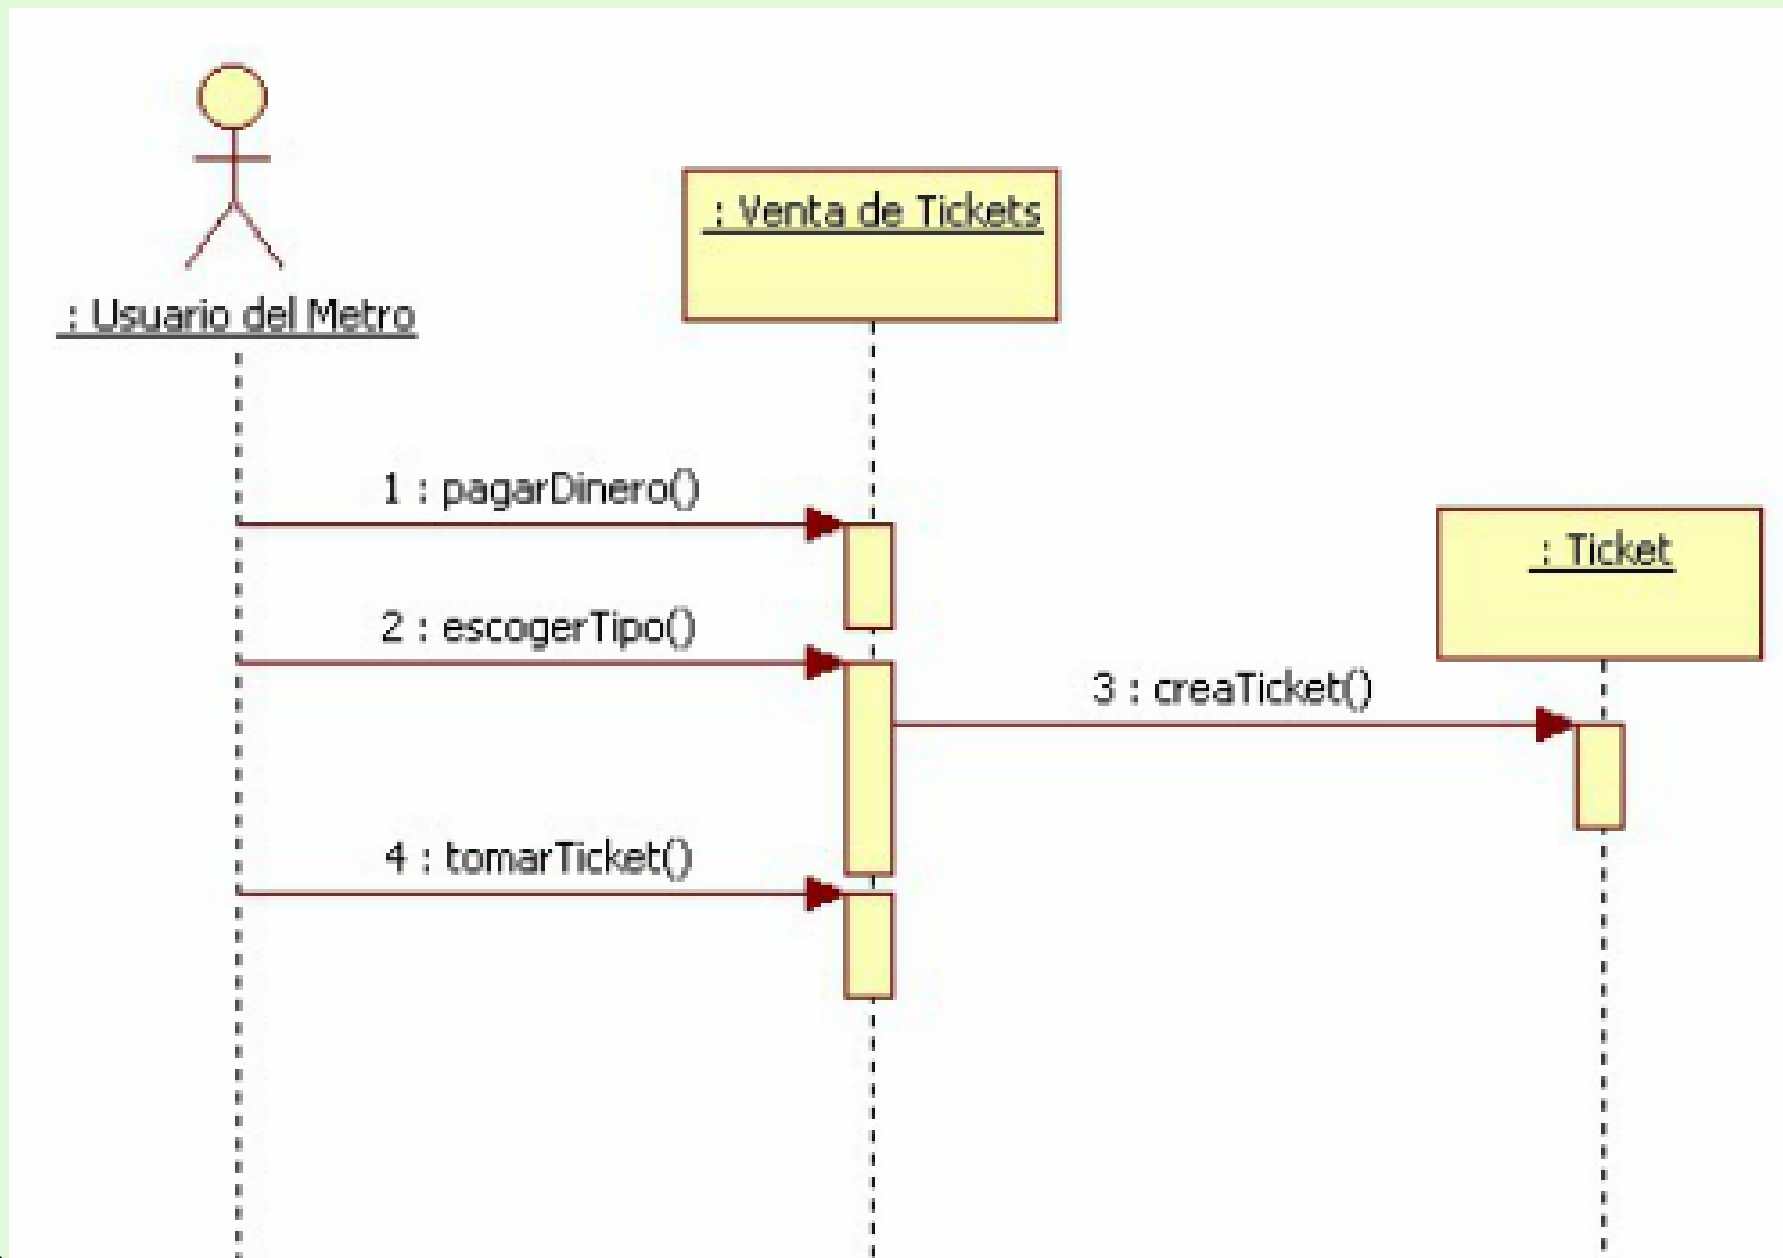 : Usuario del Metro
: Venta de Tickets
1 : pagarDinero()
: Ticket
2 : escogerTipo()
3 : creaTicket()
4 : tomarTicket()